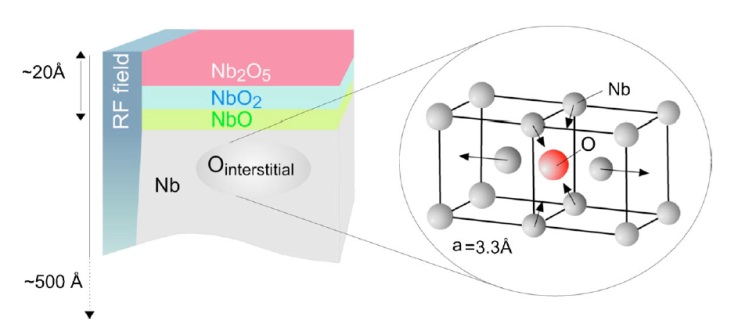 ~20Å
RF field
Nb₂O₅
NbO₂
NbO
Nb
Ointerstitial
~500 Å
Nb
O
a=3.3Å